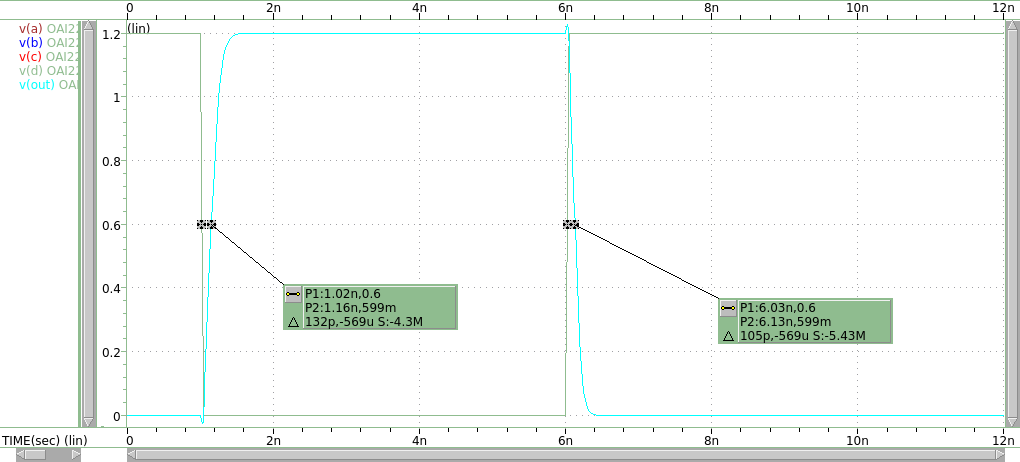 0 2n 4n 6n 8n 10n 12n
(lin)
v(a) OAI22
v(b) OAI22
v(c) OAI22
v(d) OAI22
v(out) OAI
1.2
1
0.8
0.6
0.4
0.2
0
P1:1.02n,0.6
P2:1.16n,599m
132p,-569u S:-4.3M
P1:6.03n,0.6
P2:6.13n,599m
105p,-569u S:-5.43M
TIME(sec) (lin) 0 2n 4n 6n 8n 10n 12n